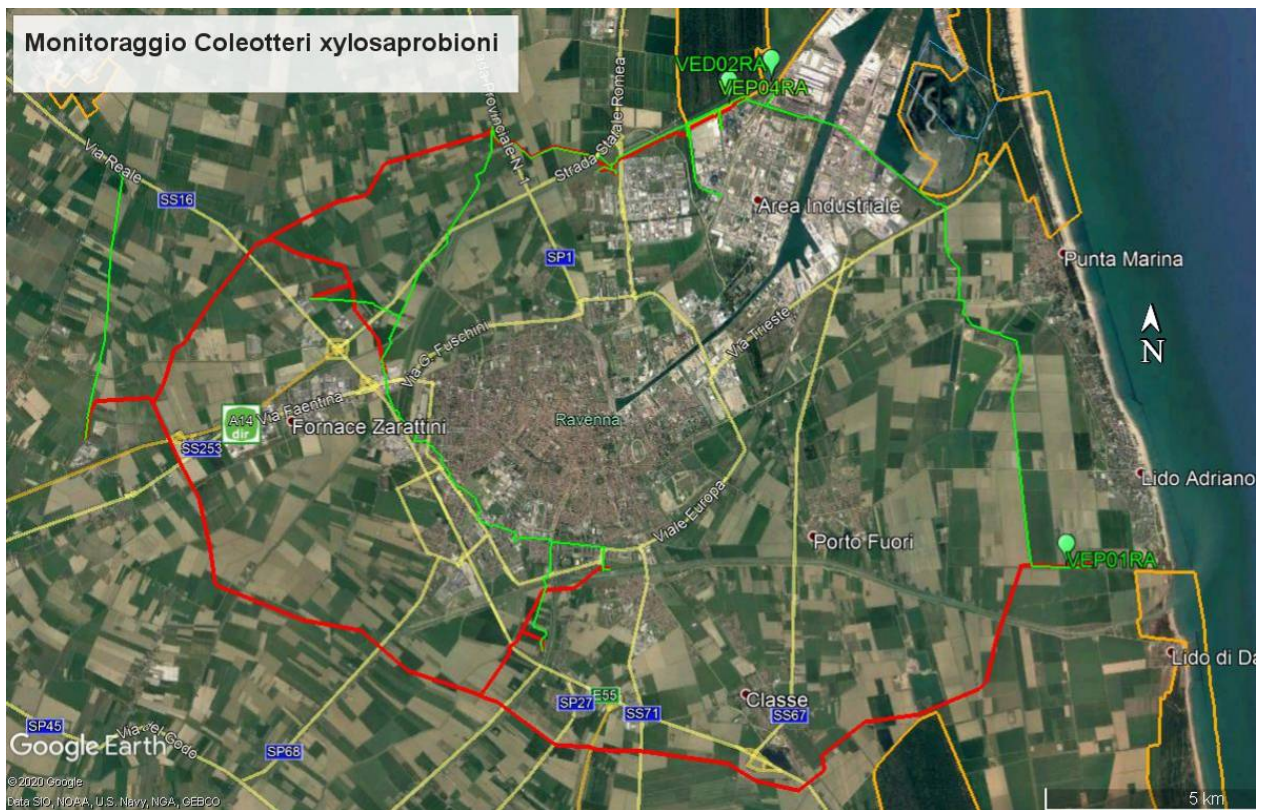 Monitoraggio Coleotteri xylosaprobioni
VED02RA
VEP04RA
Via Reale
SS16
Strada Statale Romea
Area Industriale
SP1
Punta Marina
N
Via G. Fuschini
Via Trieste
A14
dir
Via Faentina
Fornace Zarattini
Ravenna
SS253
Lido Adriano
Viale Europa
Porto Fuori
VEP01RA
Lido di Da
Classe
E55
SP27
SS71
SS67
SP45
SP68
Google Earth
© 2020 Google
Data SIO, NOAA, U.S. Navy, NGA, GEBCO
5 km